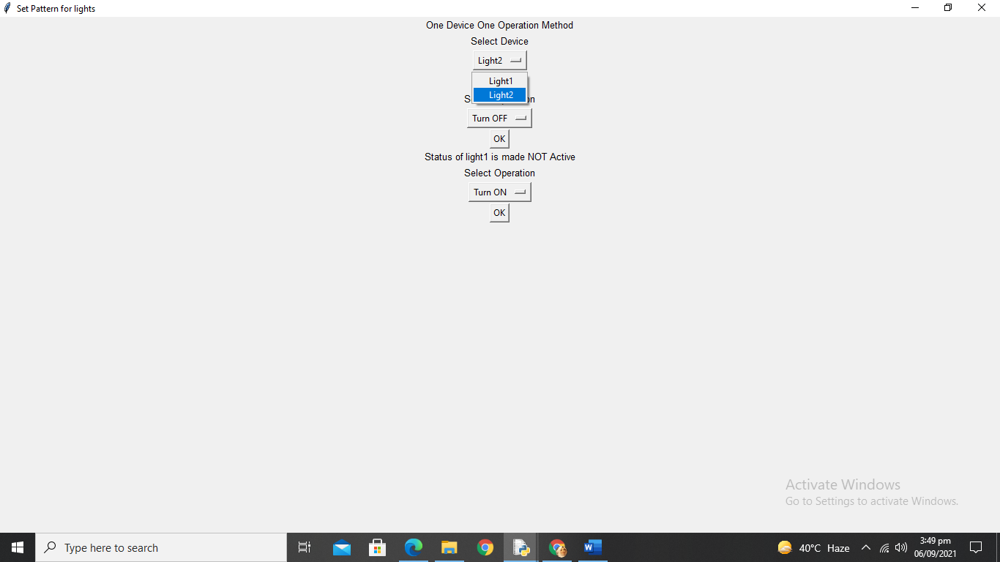 Set Pattern for lights
One Device One Operation Method
Select Device
Light2
Light1
Light2
Turn OFF
OK
Status of light1 is made NOT Active
Select Operation
Turn ON
OK
Activate Windows
Go to Settings to activate Windows.
Type here to search
40°C Haze
3:49 pm
06/09/2021